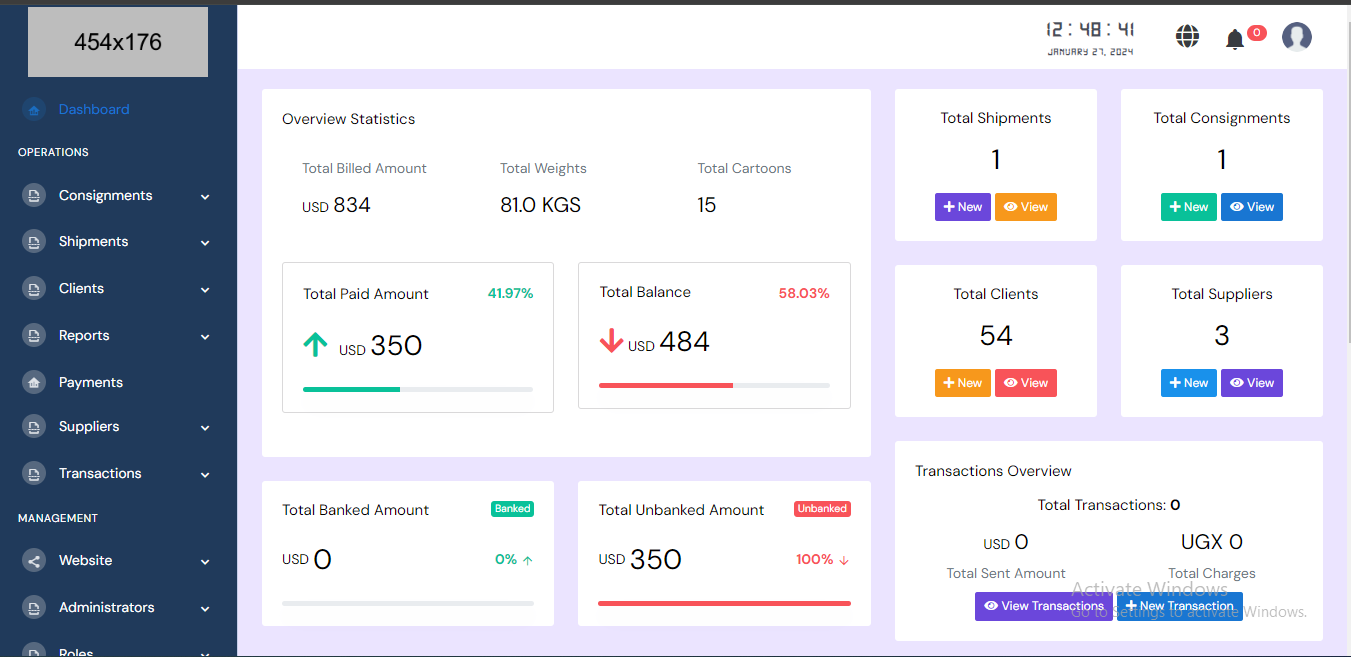 454x176
Dashboard
OPERATIONS
Consignments
Shipments
Clients
Reports
Payments
Suppliers
Transactions
MANAGEMENT
Website
Administrators
Roles
12:48:41
JANUARY 27, 2024
0
Overview Statistics
Total Billed Amount
USD 834
Total Weights
81.0 KGS
Total Cartoons
15
Total Paid Amount
41.97%
USD 350
Total Balance
58.03%
USD 484
Total Banked Amount
Banked
USD 0
0%
Total Unbanked Amount
Unbanked
USD 350
100%
Total Shipments
1
New
View
Total Consignments
1
New
View
Total Clients
54
New
View
Total Suppliers
3
New
View
Transactions Overview
Total Transactions: 0
USD 0
Total Sent Amount
UGX 0
Total Charges
View Transactions
New Transaction
Activate Windows
Go to Settings to activate Windows.